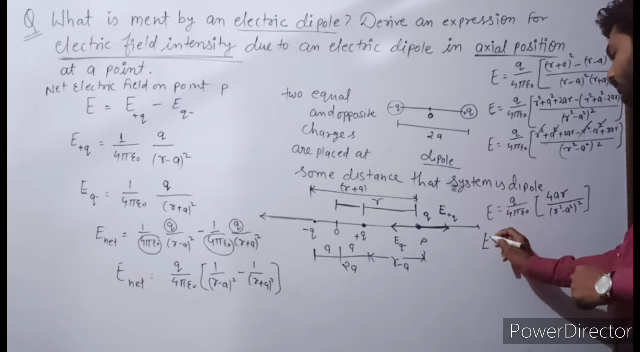 Q What is ment by an electric dipole? Derive an expression for
electric field intensity due to an electric dipole in axial position
at a point.
Net Electric field on point P
E = E+q - Eq-
E+q = 1/4πε₀ q/(r-a)²
Eq = 1/4πε₀ q/(r+a)²
Enet = 1/4πε₀ q/(r-a)² - 1/4πε₀ q/(r+a)²
Enet = q/4πε₀ [1/(r-a)² - 1/(r+a)²]
two equal
and opposite
charges
are placed at
some distance that system is dipole
-q 0 +q
2a
dipole
(r+a)
r
q E+q
-q 0 +q Eq P
a a
2a r-a
E = q/4πε₀ [(r+a)² - (r-a)²/(r-a)² (r+a)²]
E = q/4πε₀ [r²+a²+2ar - (r²+a²-2ar)/(r²-a²)²]
E = q/4πε₀ [r²+a²+2ar - r²-a²+2ar/(r²-a²)²]
E = q/4πε₀ [4ar/(r²-a²)²]
E
PowerDirector